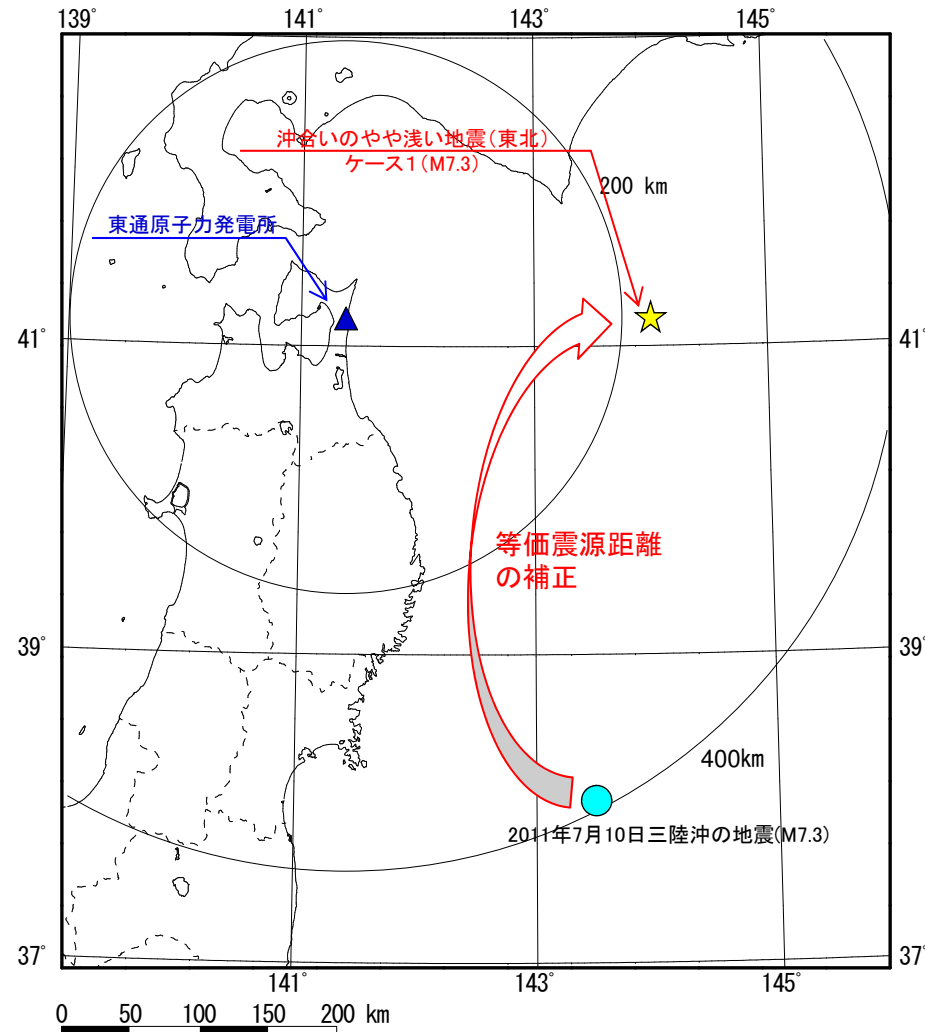 139° 141° 143° 145°
沖合いのやや浅い地震(東北)
ケース1(M7.3)
200 km
東通原子力発電所
41° 41°
等価震源距離
の補正
39° 39°
400km
2011年7月10日三陸沖の地震(M7.3)
37° 37°
141° 143° 145°
0 50 100 150 200 km